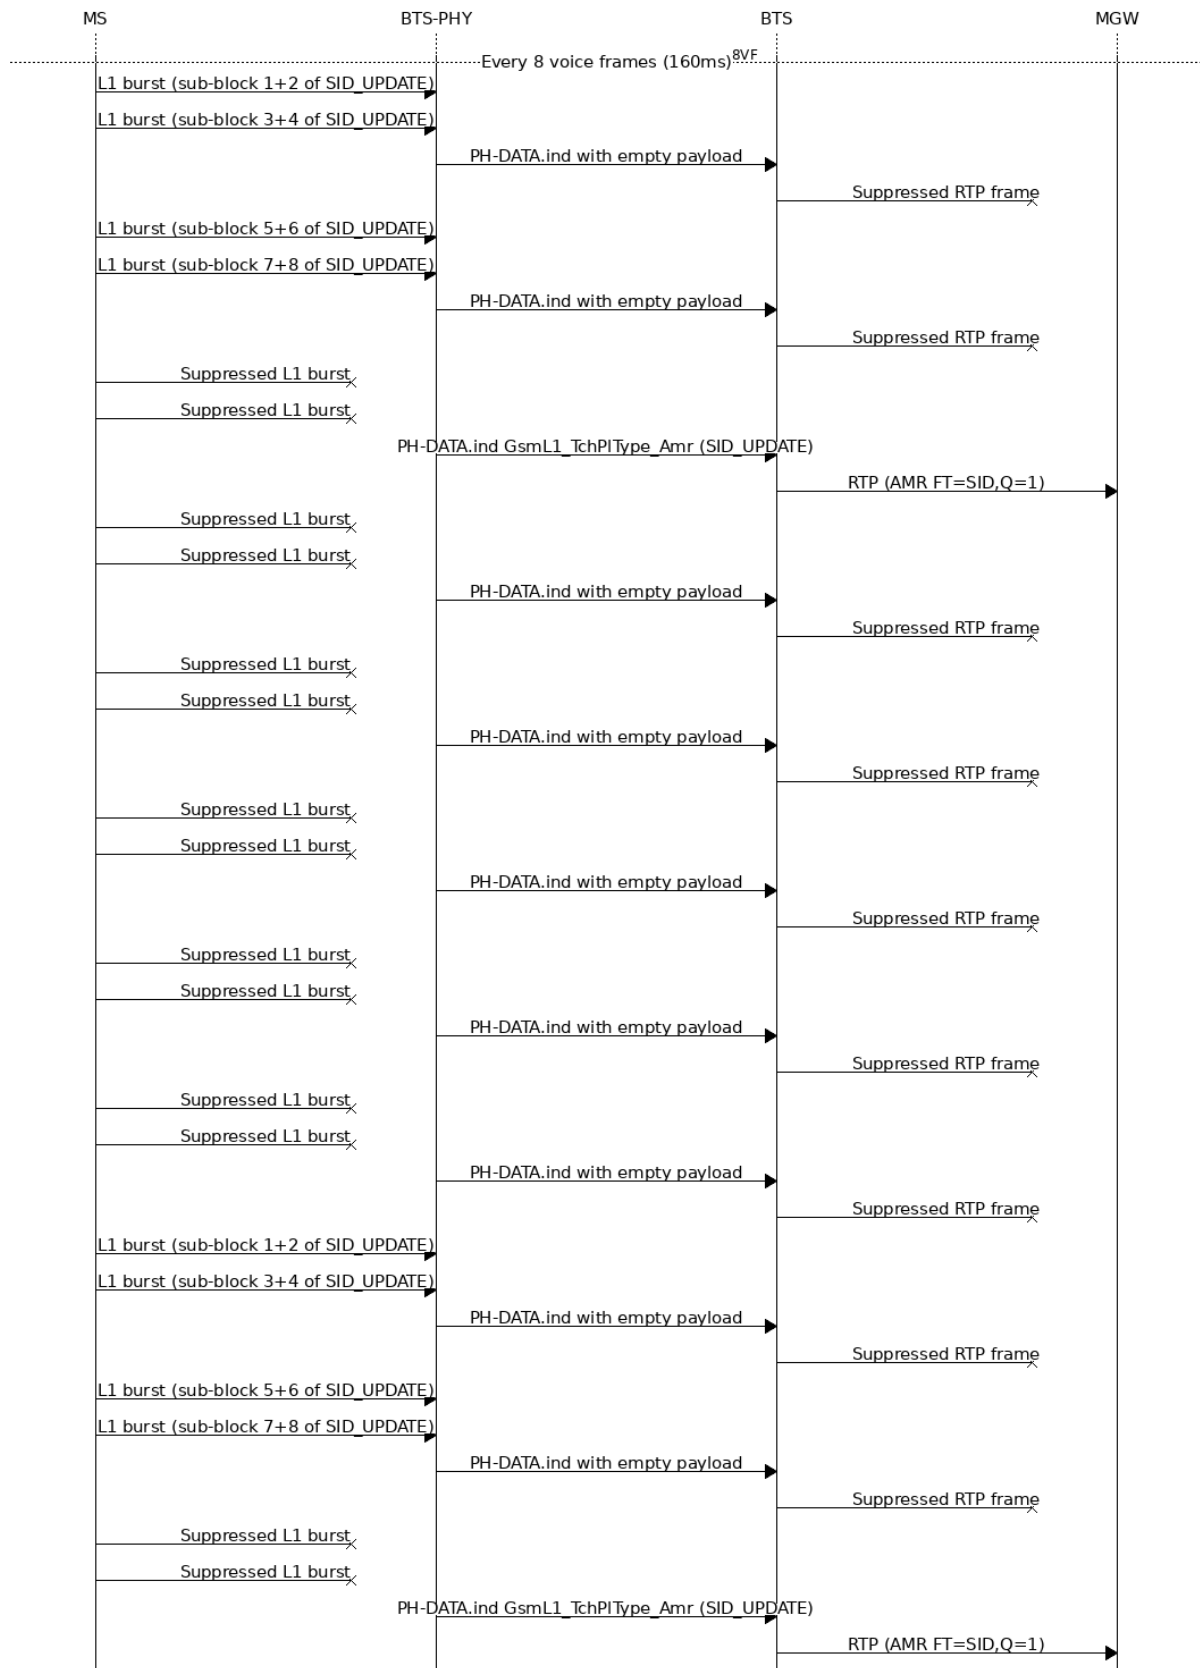 MS BTS-PHY BTS MGW
Every 8 voice frames (160ms) 8VF
L1 burst (sub-block 1+2 of SID_UPDATE)
L1 burst (sub-block 3+4 of SID_UPDATE)
PH-DATA.ind with empty payload
Suppressed RTP frame
L1 burst (sub-block 5+6 of SID_UPDATE)
L1 burst (sub-block 7+8 of SID_UPDATE)
PH-DATA.ind with empty payload
Suppressed RTP frame
Suppressed L1 burst
Suppressed L1 burst
PH-DATA.ind GsmL1_TchPlType_Amr (SID_UPDATE)
RTP (AMR FT=SID,Q=1)
Suppressed L1 burst
Suppressed L1 burst
PH-DATA.ind with empty payload
Suppressed RTP frame
Suppressed L1 burst
Suppressed L1 burst
PH-DATA.ind with empty payload
Suppressed RTP frame
Suppressed L1 burst
Suppressed L1 burst
PH-DATA.ind with empty payload
Suppressed RTP frame
Suppressed L1 burst
Suppressed L1 burst
PH-DATA.ind with empty payload
Suppressed RTP frame
Suppressed L1 burst
Suppressed L1 burst
PH-DATA.ind with empty payload
Suppressed RTP frame
L1 burst (sub-block 1+2 of SID_UPDATE)
L1 burst (sub-block 3+4 of SID_UPDATE)
PH-DATA.ind with empty payload
Suppressed RTP frame
L1 burst (sub-block 5+6 of SID_UPDATE)
L1 burst (sub-block 7+8 of SID_UPDATE)
PH-DATA.ind with empty payload
Suppressed RTP frame
Suppressed L1 burst
Suppressed L1 burst
PH-DATA.ind GsmL1_TchPlType_Amr (SID_UPDATE)
RTP (AMR FT=SID,Q=1)